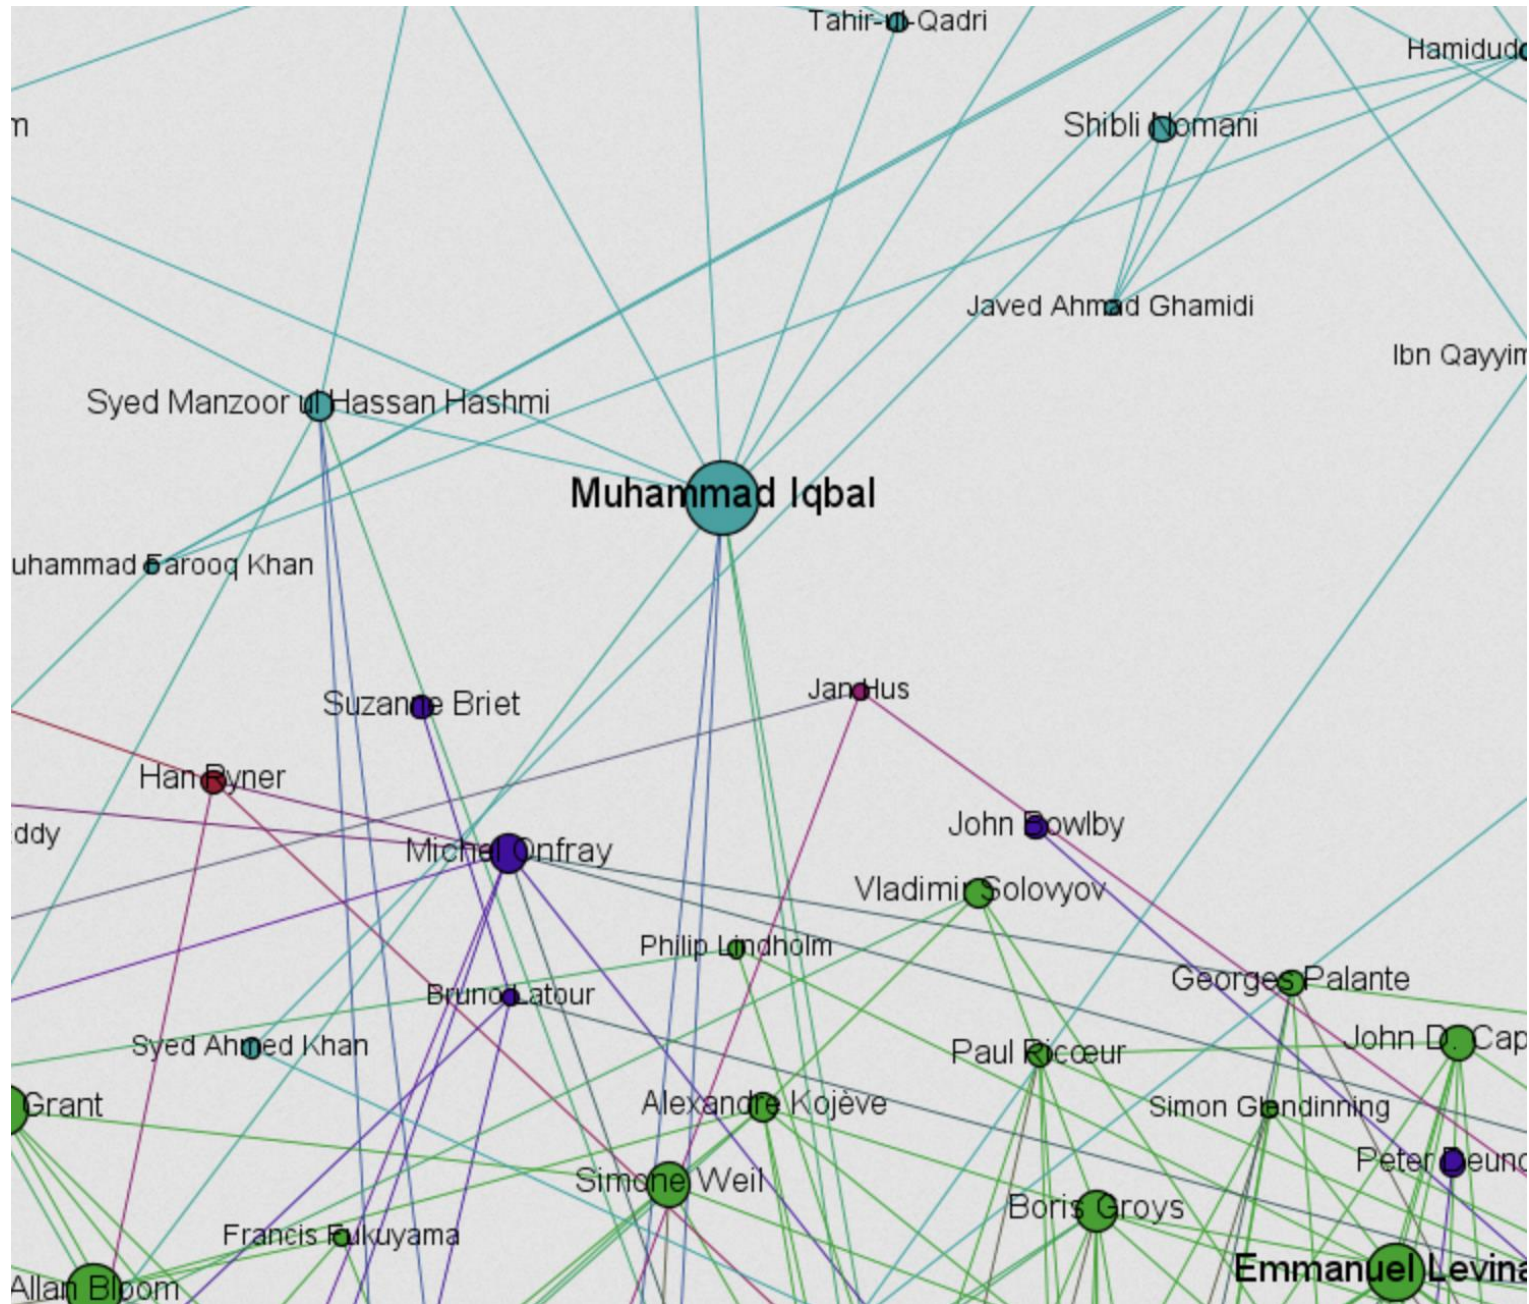 Tahir-ul-Qadri
Hamidudd
m
Shibli Nomani
Javed Ahmad Ghamidi
Ibn Qayyim
Syed Manzoor ul Hassan Hashmi
Muhammad Iqbal
uhammad Farooq Khan
Jan Hus
Suzanne Briet
Han Ryner
John Bowlby
ddy
Michel Onfray
Vladimir Solovyov
Philip Lindholm
Georges Palante
Bruno Latour
John D. Cap
Syed Ahmed Khan
Paul Ricœur
Grant
Alexandre Kojève
Simon Glendinning
Peter Deuno
Simone Weil
Boris Groys
Francis Fukuyama
Emmanuel Levina
Allan Bloom